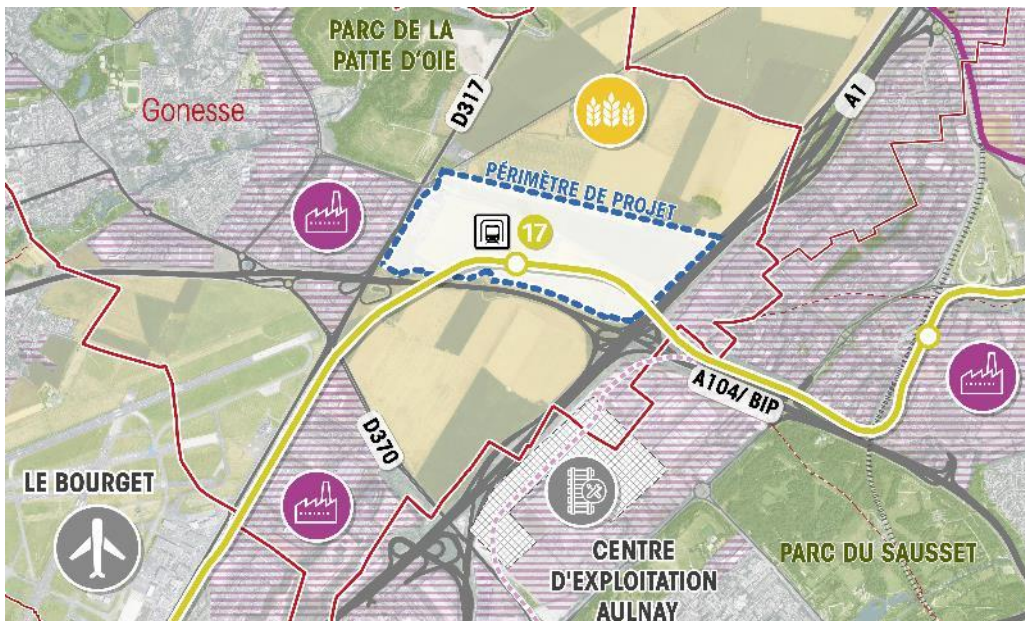 PARC DE LA
PATTE D'OIE
Gonesse
D317
A1
PÉRIMÈTRE DE PROJET
17
A104/ BIP
D370
LE BOURGET
CENTRE
D'EXPLOITATION
AULNAY
PARC DU SAUSSET